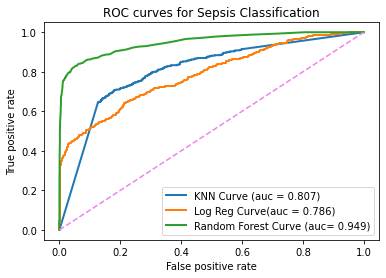 ROC curves for Sepsis Classification
True positive rate
1.0
0.8
0.6
0.4
0.2
0.0
KNN Curve (auc = 0.807)
Log Reg Curve(auc = 0.786)
Random Forest Curve (auc= 0.949)
0.0 0.2 0.4 0.6 0.8 1.0
False positive rate